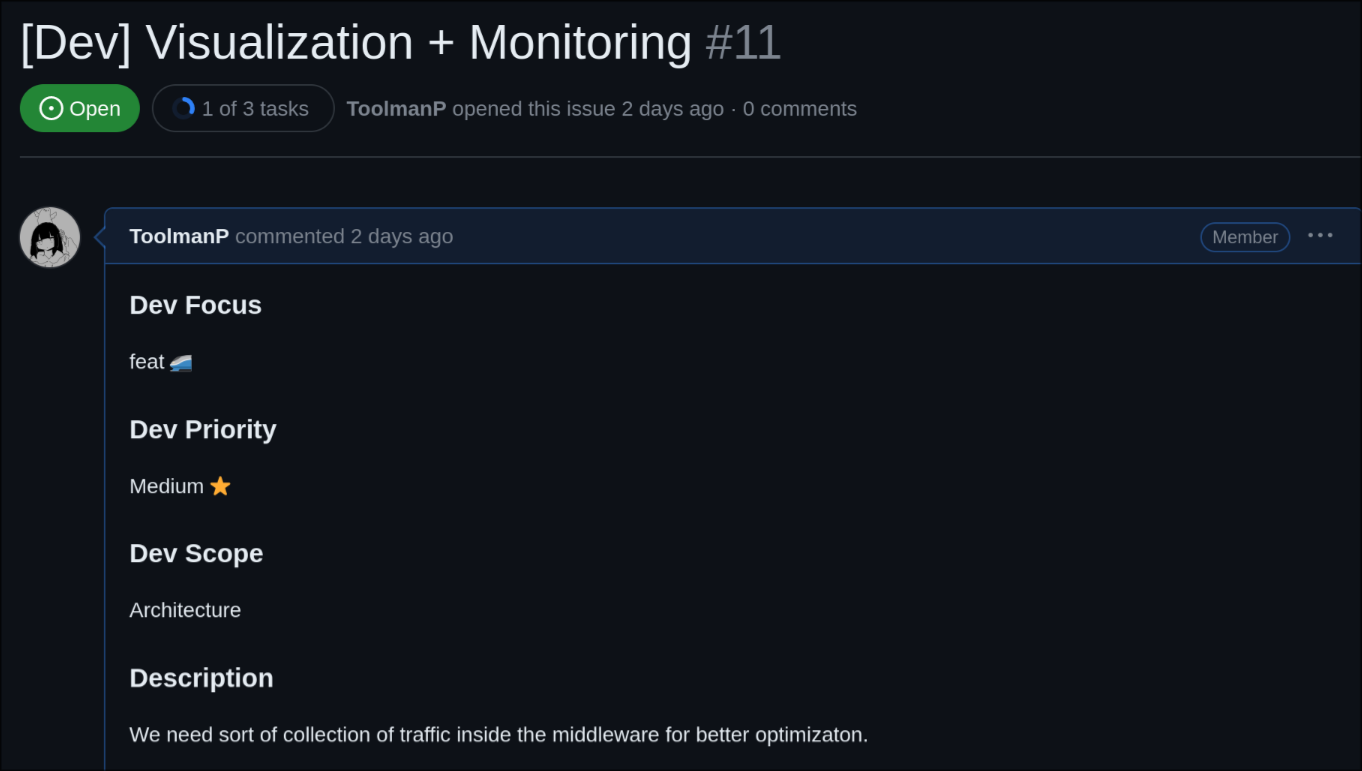 [Dev] Visualization + Monitoring #11
Open 1 of 3 tasks ToolmanP opened this issue 2 days ago · 0 comments
ToolmanP commented 2 days ago Member ···
Dev Focus
feat 🚄
Dev Priority
Medium ⭐
Dev Scope
Architecture
Description
We need sort of collection of traffic inside the middleware for better optimizaton.